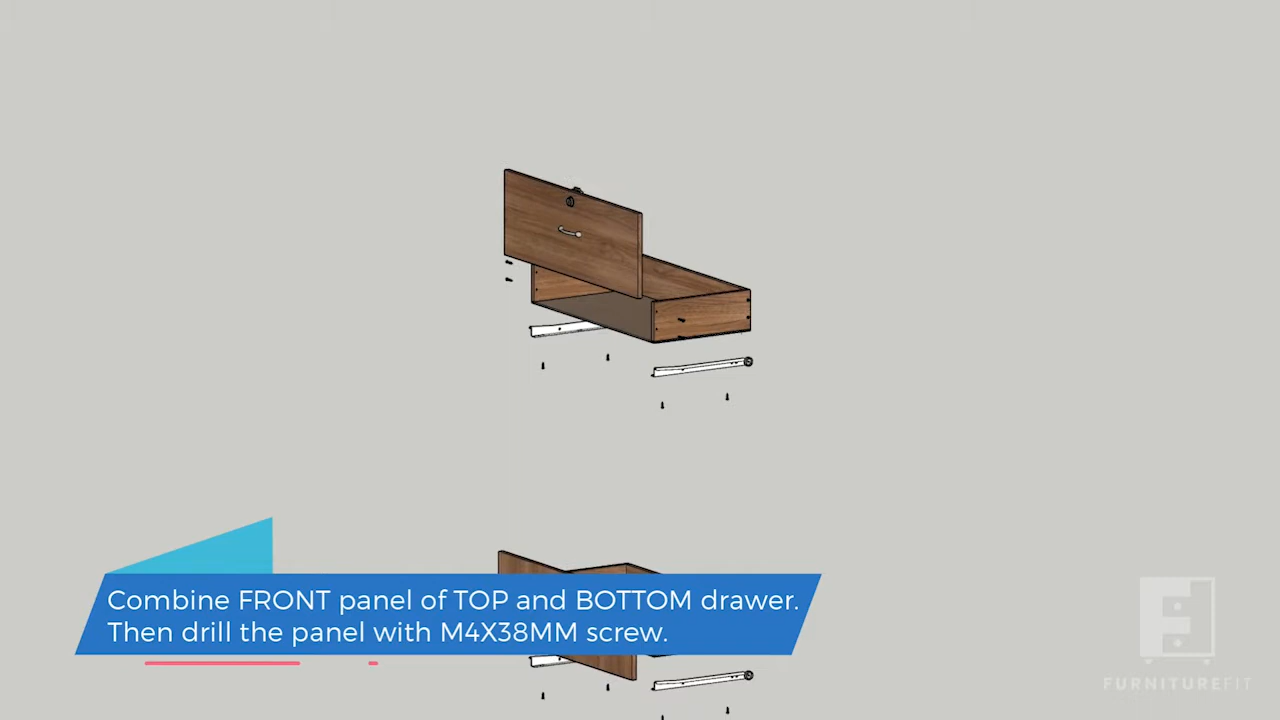 Combine FRONT panel of TOP and BOTTOM drawer.
Then drill the panel with M4X38MM screw.
FURNITUREFIT